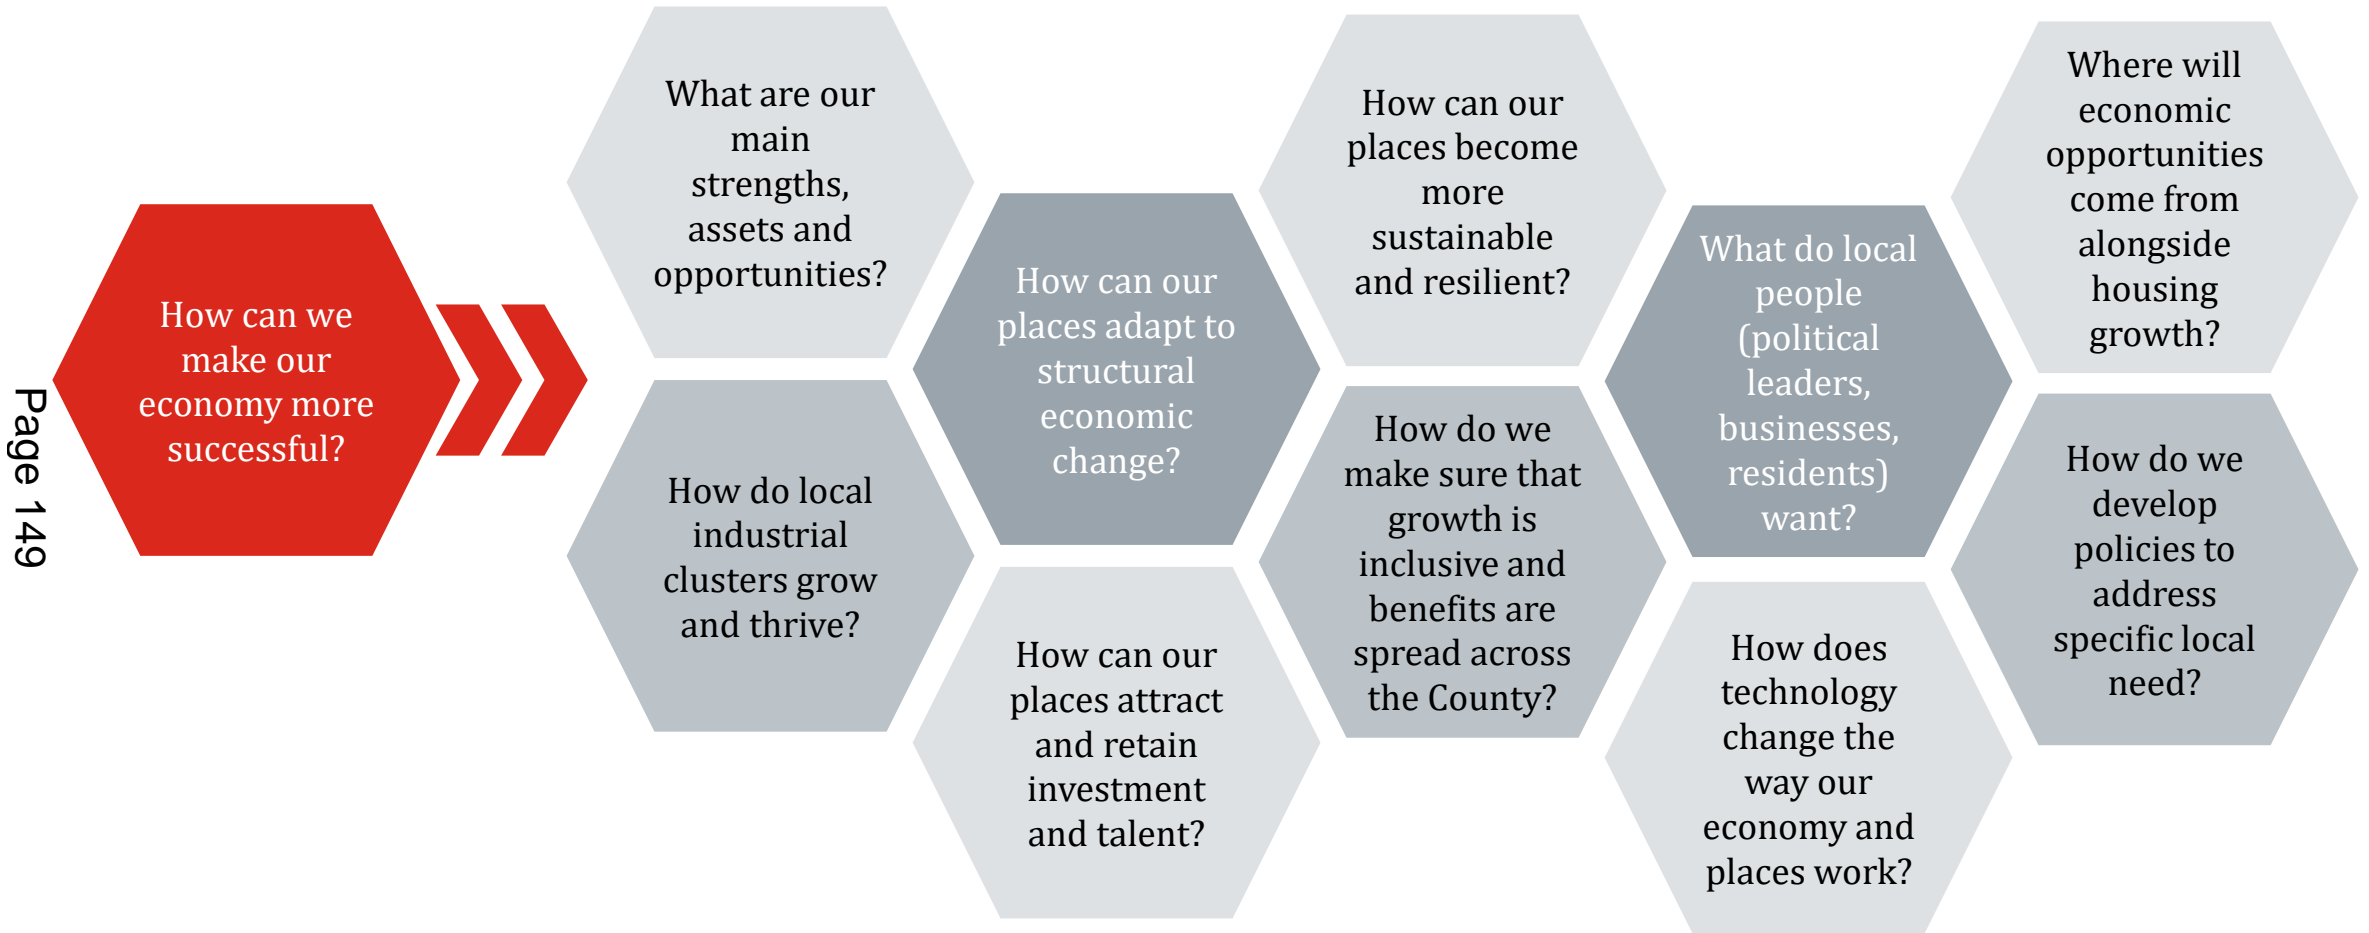 How can we
make our
economy more
successful?
What are our
main
strengths,
assets and
opportunities?
How do local
industrial
clusters grow
and thrive?
How can our
places adapt to
structural
economic
change?
How can our
places attract
and retain
investment
and talent?
How can our
places become
more
sustainable
and resilient?
How do we
make sure that
growth is
inclusive and
benefits are
spread across
the County?
What do local
people
(political
leaders,
businesses,
residents)
want?
How does
technology
change the
way our
economy and
places work?
Where will
economic
opportunities
come from
alongside
housing
growth?
How do we
develop
policies to
address
specific local
need?
Page 149